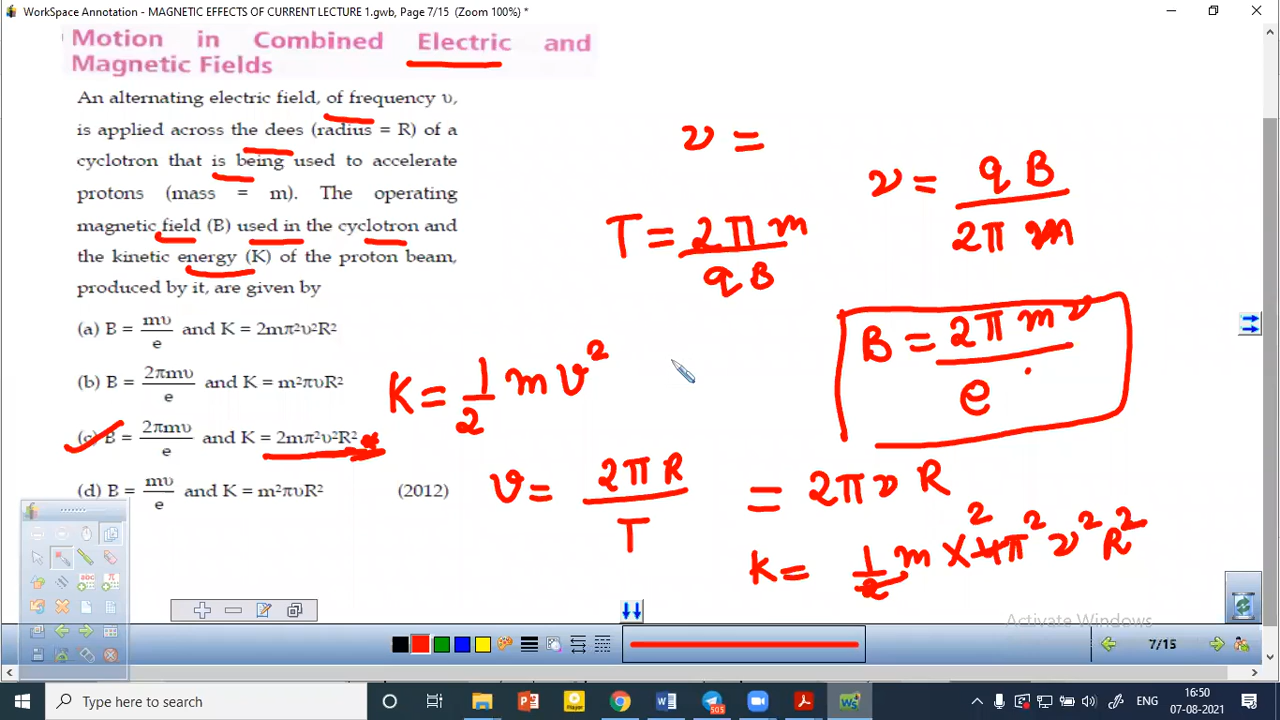 WorkSpace Annotation - MAGNETIC EFFECTS OF CURRENT LECTURE 1.gwb, Page 7/15 (Zoom 100%) *
Motion in Combined Electric and
Magnetic Fields
An alternating electric field, of frequency υ,
is applied across the dees (radius = R) of a
cyclotron that is being used to accelerate
protons (mass = m). The operating
magnetic field (B) used in the cyclotron and
the kinetic energy (K) of the proton beam,
produced by it, are given by
(a) B = mυ/e and K = 2mπ²υ²R²
(b) B = 2πmυ/e and K = m²πυR²
(c) B = 2πmυ/e and K = 2mπ²υ²R²
(d) B = mυ/e and K = m²πυR² (2012)
ν =
ν = qB/2πm
T = 2πm/qB
B = 2πmν/e
K = 1/2 mv²
v = 2πR/T = 2πνR
K = 1/2 m × 4π²ν²R²
2
Activate Windows
7/15
Type here to search
505
ENG
16:50
07-08-2021